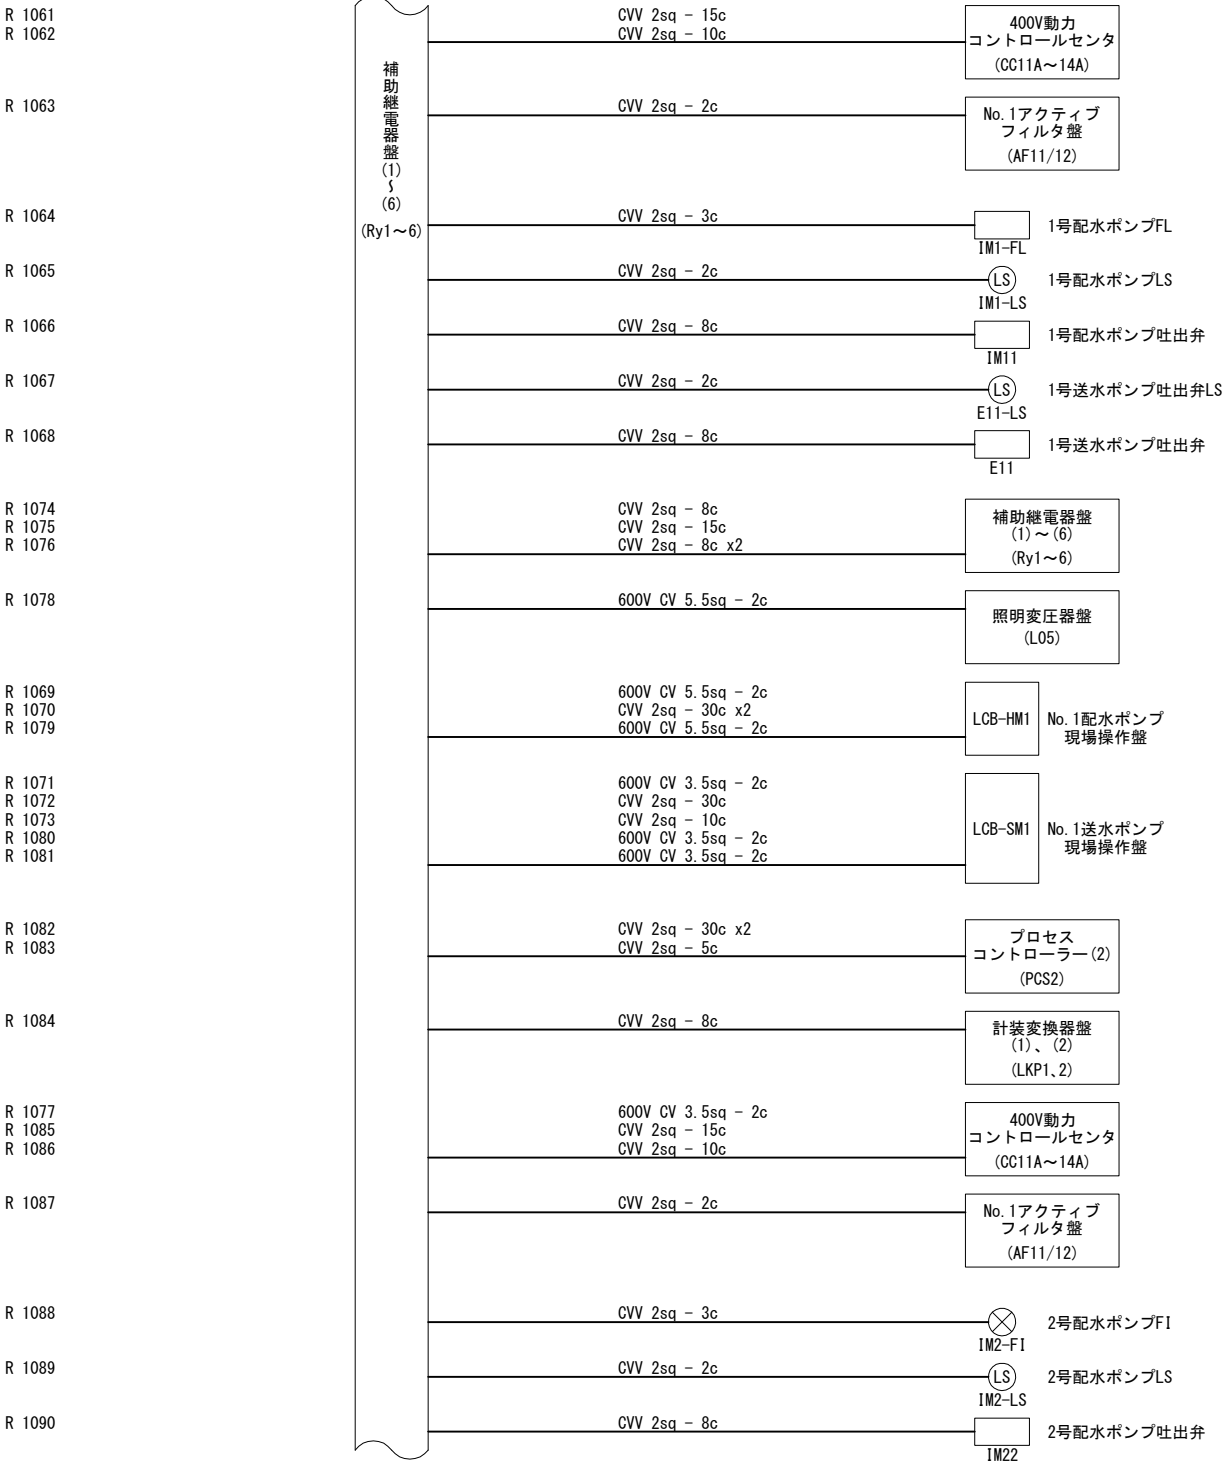 R 1061 CVV 2sq - 15c
R 1062 CVV 2sq - 10c
400V動力
コントロールセンタ
(CC11A～14A)
補助継電器盤(1)～(6)
(Ry1～6)
R 1063 CVV 2sq - 2c
No.1アクティブ
フィルタ盤
(AF11/12)
R 1064 CVV 2sq - 3c
1号配水ポンプFL
IM1-FL
R 1065 CVV 2sq - 2c
LS 1号配水ポンプLS
IM1-LS
R 1066 CVV 2sq - 8c
1号配水ポンプ吐出弁
IM11
R 1067 CVV 2sq - 2c
LS 1号送水ポンプ吐出弁LS
E11-LS
R 1068 CVV 2sq - 8c
1号送水ポンプ吐出弁
E11
R 1074 CVV 2sq - 8c
R 1075 CVV 2sq - 15c
R 1076 CVV 2sq - 8c x2
補助継電器盤
(1)～(6)
(Ry1～6)
R 1078 600V CV 5.5sq - 2c
照明変圧器盤
(L05)
R 1069 600V CV 5.5sq - 2c
R 1070 CVV 2sq - 30c x2
R 1079 600V CV 5.5sq - 2c
LCB-HM1 No.1配水ポンプ
現場操作盤
R 1071 600V CV 3.5sq - 2c
R 1072 CVV 2sq - 30c
R 1073 CVV 2sq - 10c
R 1080 600V CV 3.5sq - 2c
R 1081 600V CV 3.5sq - 2c
LCB-SM1 No.1送水ポンプ
現場操作盤
R 1082 CVV 2sq - 30c x2
R 1083 CVV 2sq - 5c
プロセス
コントローラー(2)
(PCS2)
R 1084 CVV 2sq - 8c
計装変換器盤
(1)、(2)
(LKP1、2)
R 1077 600V CV 3.5sq - 2c
R 1085 CVV 2sq - 15c
R 1086 CVV 2sq - 10c
400V動力
コントロールセンタ
(CC11A～14A)
R 1087 CVV 2sq - 2c
No.1アクティブ
フィルタ盤
(AF11/12)
R 1088 CVV 2sq - 3c
2号配水ポンプFI
IM2-FI
R 1089 CVV 2sq - 2c
LS 2号配水ポンプLS
IM2-LS
R 1090 CVV 2sq - 8c
2号配水ポンプ吐出弁
IM22